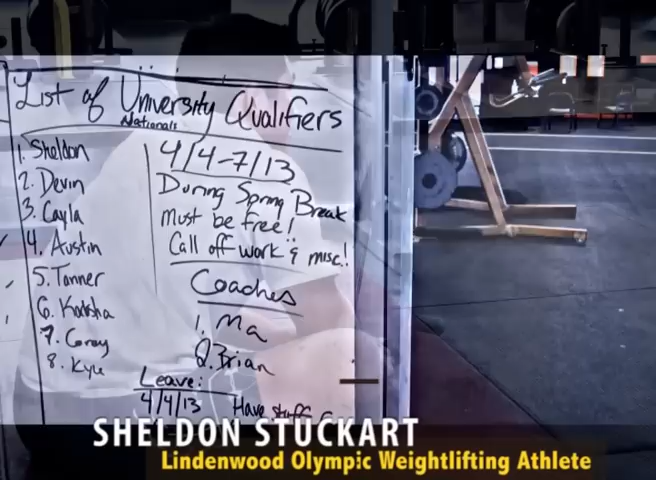 List of University Qualifiers
Nationals
1. Sheldon
2. Devin
3. Cayla
4. Austin
5. Tanner
6. Kodsha
7. Corey
8. Kyle
4/4-7/13
During Spring Break
Must be free!
Call off work & misc!
Coaches
1. Ma
2. Brian
Leave:
4/4/13
Have stuff
SHELDON STUCKART
Lindenwood Olympic Weightlifting Athlete